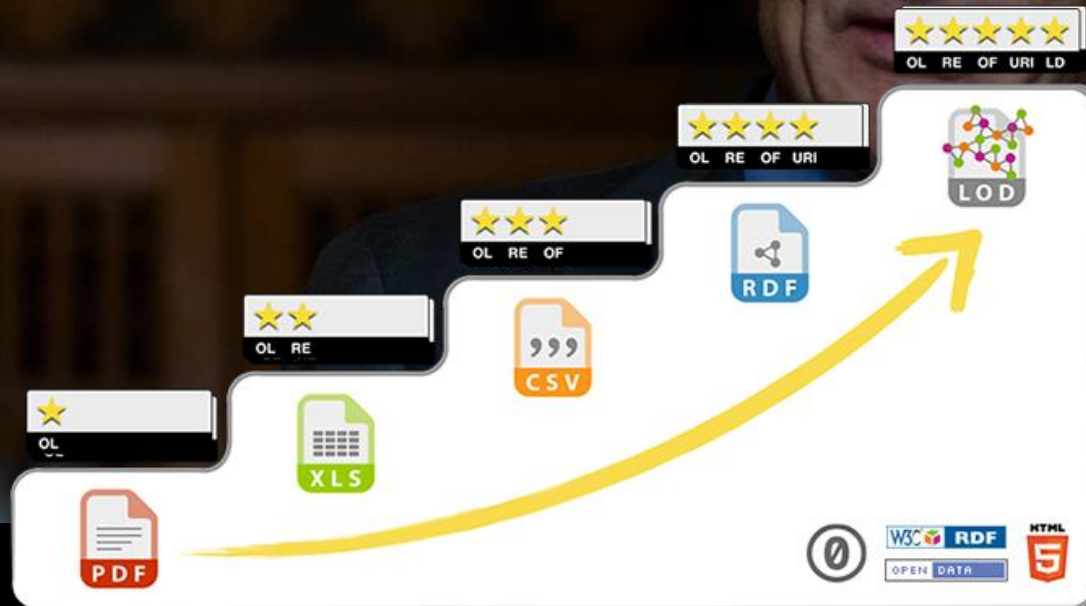 OL RE OF URI LD
OL RE OF URI
LOD
OL RE OF
RDF
OL RE
CSV
OL
XLS
PDF
0
W3C RDF
OPEN DATA
HTML
5